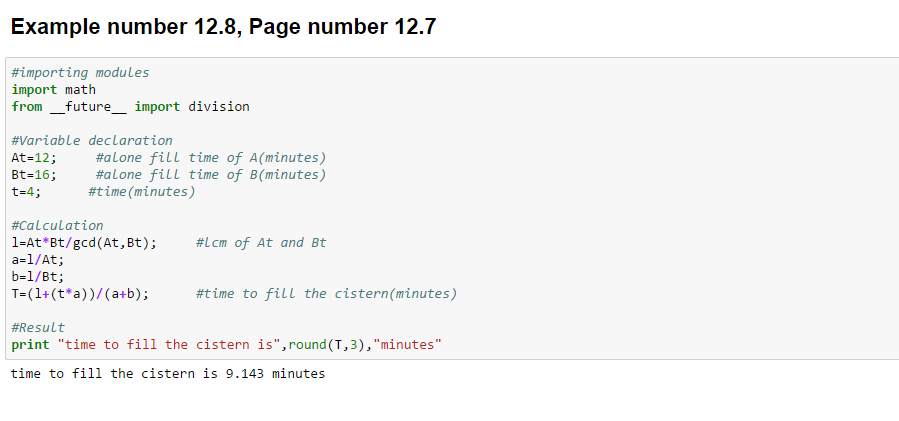 Example number 12.8, Page number 12.7
#importing modules
import math
from __future__ import division
#Variable declaration
At=12;     #alone fill time of A(minutes)
Bt=16;     #alone fill time of B(minutes)
t=4;      #time(minutes)
#Calculation
l=At*Bt/gcd(At,Bt);     #lcm of At and Bt
a=l/At;
b=l/Bt;
T=(l+(t*a))/(a+b);      #time to fill the cistern(minutes)
#Result
print "time to fill the cistern is",round(T,3),"minutes"
time to fill the cistern is 9.143 minutes